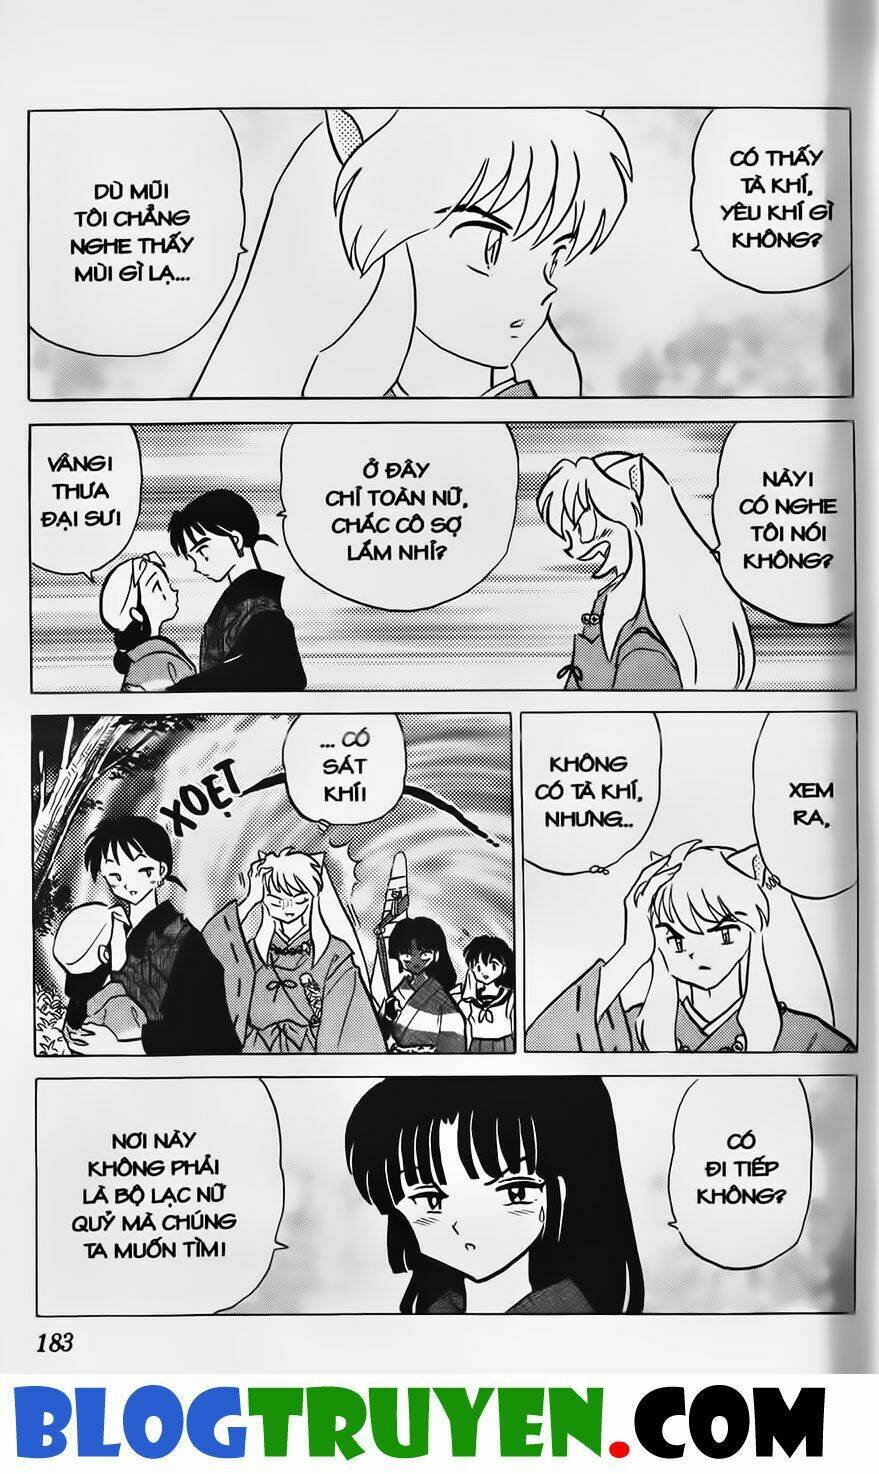 CÓ THẤY
TÀ KHÍ,
YÊU KHÍ GÌ
KHÔNG?
DÙ MŨI
TÔI CHẲNG
NGHE THẤY
MÙI GÌ LẠ...
NÀY!
CÓ NGHE
TÔI NÓI
KHÔNG?
Ở ĐÂY
CHỈ TOÀN NỮ,
CHẮC CÔ SỢ
LẮM NHỈ?
VÂNG!
THƯA
ĐẠI SƯ!
XEM
RA,
KHÔNG
CÓ TÀ KHÍ,
NHƯNG...
... CÓ
SÁT
KHÍ!
XOẸT
CÓ
ĐI TIẾP
KHÔNG?
NƠI NÀY
KHÔNG PHẢI
LÀ BỘ LẠC NỮ
QUỶ MÀ CHÚNG
TA MUỐN TÌM!
183
BLOGTRUYEN.COM